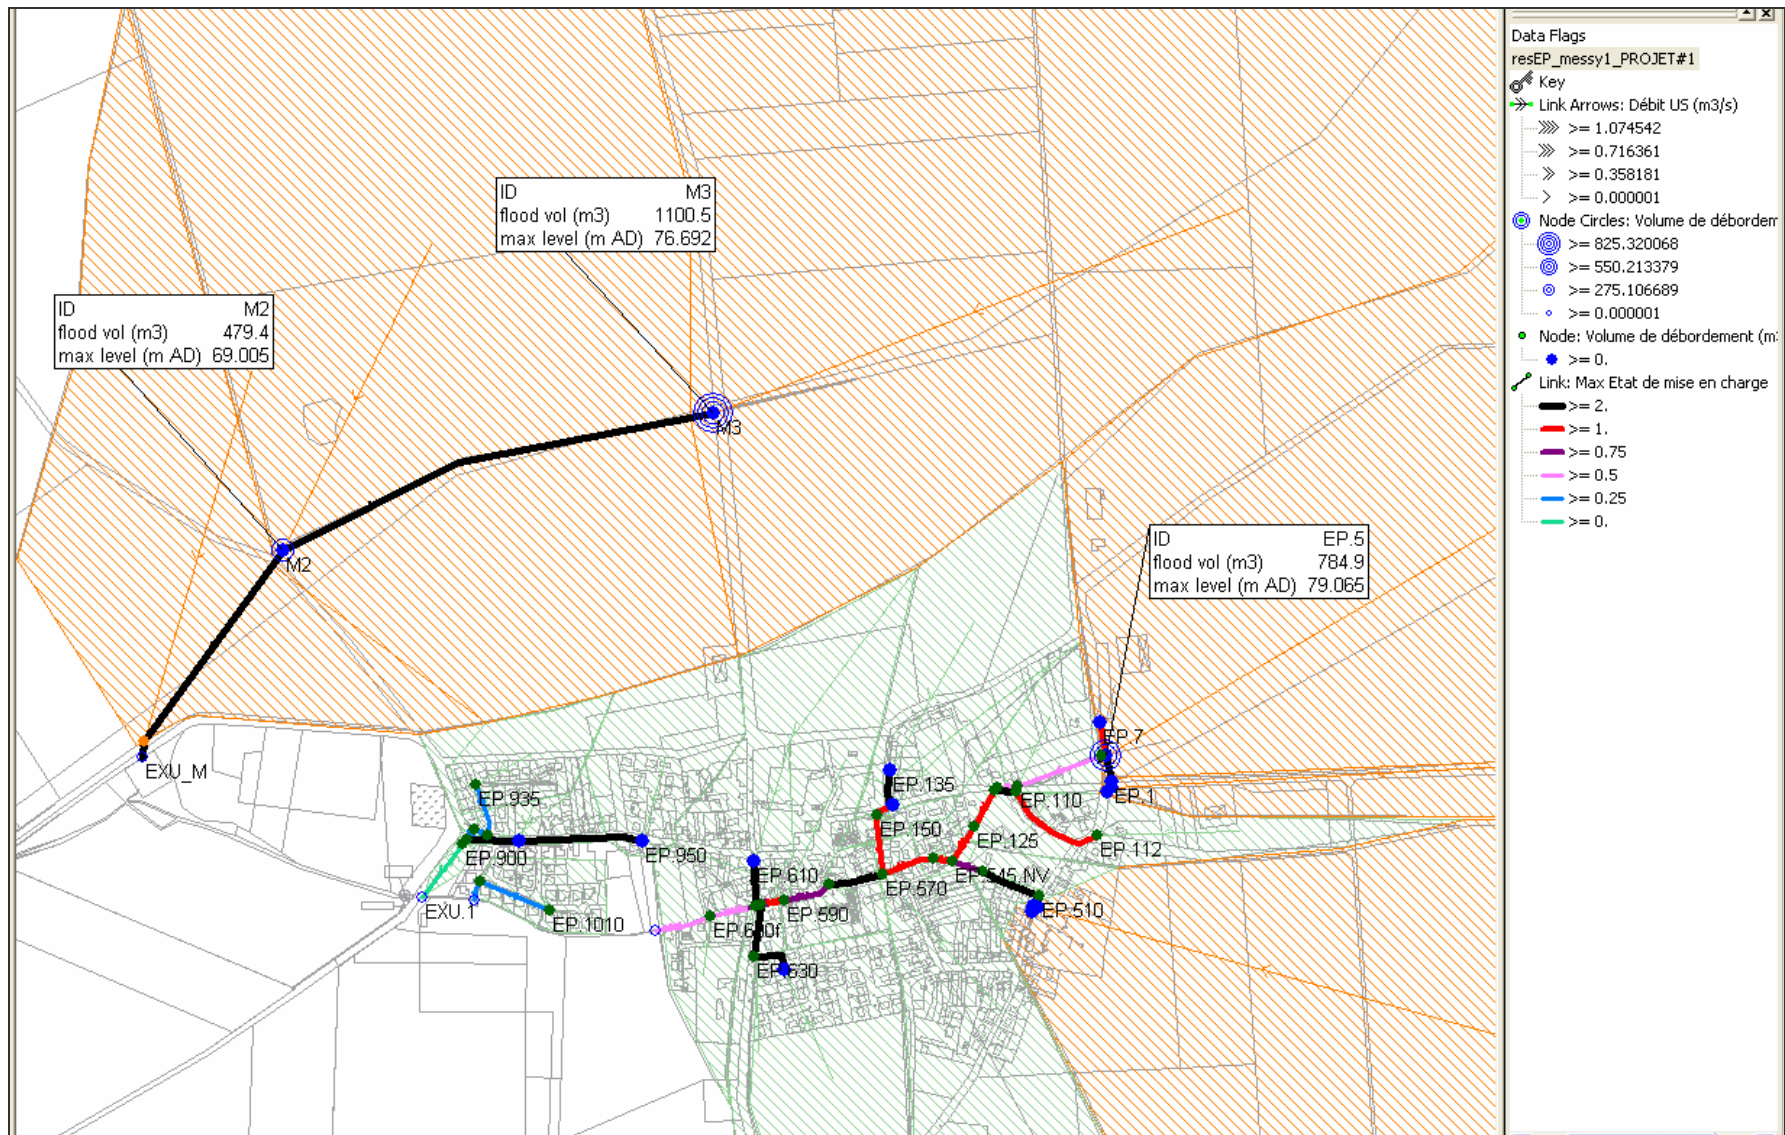 ID M3
flood vol (m3) 1100.5
max level (m AD) 76.692
ID M2
flood vol (m3) 479.4
max level (m AD) 69.005
M3
M2
ID EP.5
flood vol (m3) 784.9
max level (m AD) 79.065
EP.7
EXU_M
EP.935
EP.135
EP.110
EP.1
EP.150
EP.125
EP.112
EP.900
EP.950
EP.610
EP.570
EP.545_NV
EXU.1
EP.1010
EP.600f
EP.590
EP.510
EP.630
Data Flags
resEP_messy1_PROJET#1
Key
Link Arrows: Débit US (m3/s)
>= 1.074542
>= 0.716361
>= 0.358181
>= 0.000001
Node Circles: Volume de déborden
>= 825.320068
>= 550.213379
>= 275.106689
>= 0.000001
Node: Volume de débordement (m
>= 0.
Link: Max Etat de mise en charge
>= 2.
>= 1.
>= 0.75
>= 0.5
>= 0.25
>= 0.